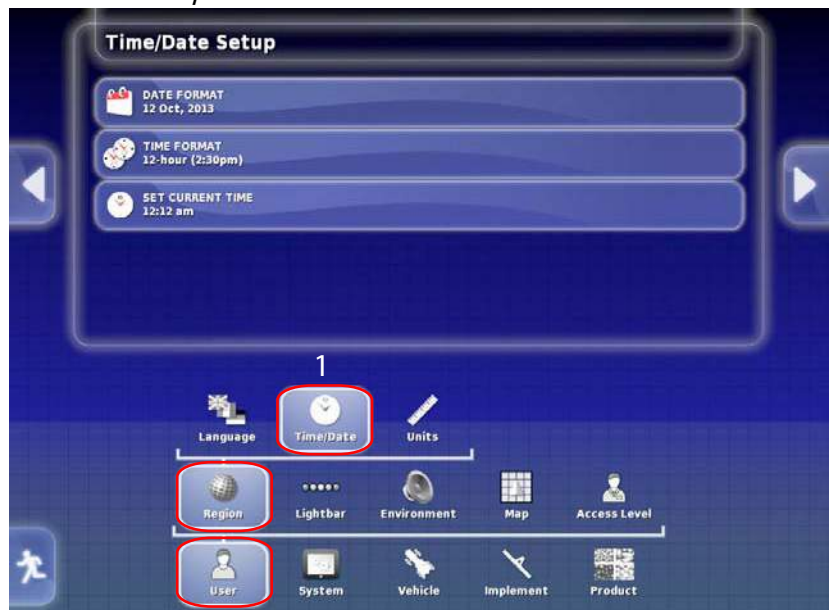 Time/Date Setup
DATE FORMAT
12 Oct, 2013
TIME FORMAT
12-hour (2:30pm)
SET CURRENT TIME
12:12 am
1
Language Time/Date Units
Region Lightbar Environment Map Access Level
User System Vehicle Implement Product